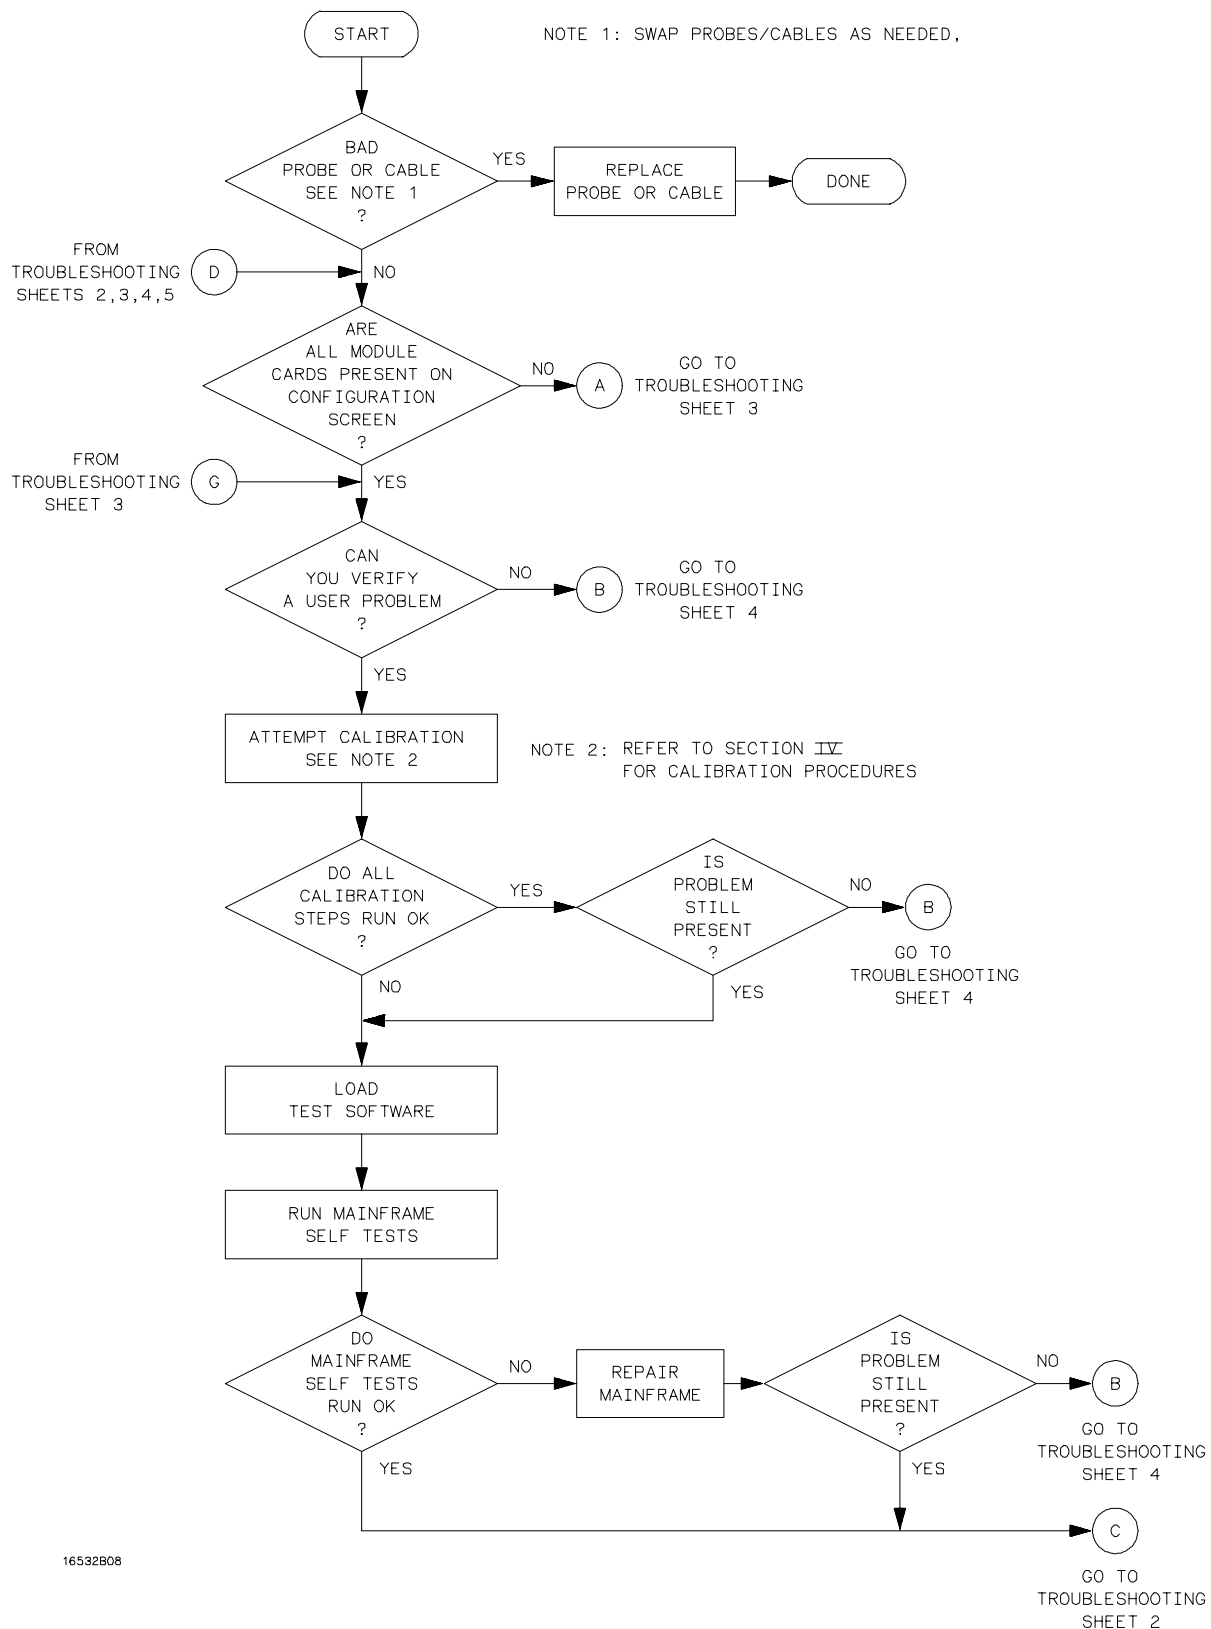 START
NOTE 1: SWAP PROBES/CABLES AS NEEDED,
BAD
PROBE OR CABLE
SEE NOTE 1
?
YES
REPLACE
PROBE OR CABLE
DONE
FROM
TROUBLESHOOTING
SHEETS 2,3,4,5
D
NO
ARE
ALL MODULE
CARDS PRESENT ON
CONFIGURATION
SCREEN
?
NO
A
GO TO
TROUBLESHOOTING
SHEET 3
FROM
TROUBLESHOOTING
SHEET 3
G
YES
CAN
YOU VERIFY
A USER PROBLEM
?
NO
B
GO TO
TROUBLESHOOTING
SHEET 4
YES
ATTEMPT CALIBRATION
SEE NOTE 2
NOTE 2: REFER TO SECTION IV
FOR CALIBRATION PROCEDURES
DO ALL
CALIBRATION
STEPS RUN OK
?
YES
IS
PROBLEM
STILL
PRESENT
?
NO
B
GO TO
TROUBLESHOOTING
SHEET 4
NO
YES
LOAD
TEST SOFTWARE
RUN MAINFRAME
SELF TESTS
DO
MAINFRAME
SELF TESTS
RUN OK
?
NO
REPAIR
MAINFRAME
IS
PROBLEM
STILL
PRESENT
?
NO
B
GO TO
TROUBLESHOOTING
SHEET 4
YES
YES
C
GO TO
TROUBLESHOOTING
SHEET 2
16532B08